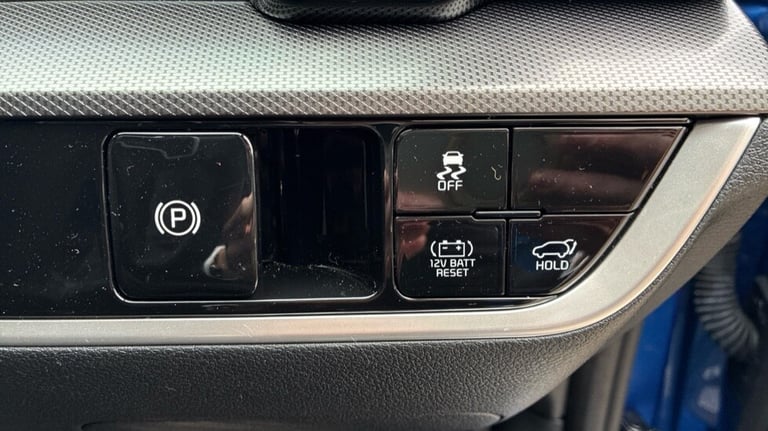 P
OFF
12V BATT
RESET
HOLD